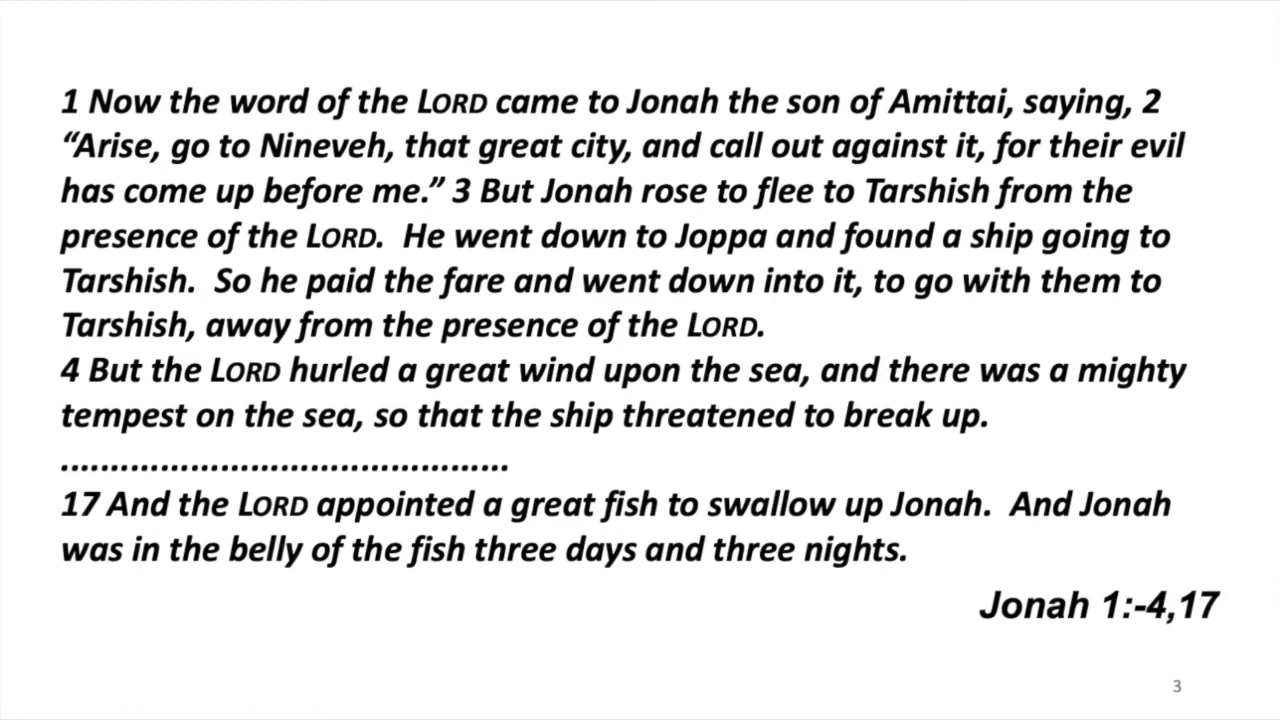 1 Now the word of the LORD came to Jonah the son of Amittai, saying, 2
“Arise, go to Nineveh, that great city, and call out against it, for their evil
has come up before me.” 3 But Jonah rose to flee to Tarshish from the
presence of the LORD.  He went down to Joppa and found a ship going to
Tarshish.  So he paid the fare and went down into it, to go with them to
Tarshish, away from the presence of the LORD.
4 But the LORD hurled a great wind upon the sea, and there was a mighty
tempest on the sea, so that the ship threatened to break up.
.............................................
17 And the LORD appointed a great fish to swallow up Jonah.  And Jonah
was in the belly of the fish three days and three nights.
Jonah 1:-4,17
3